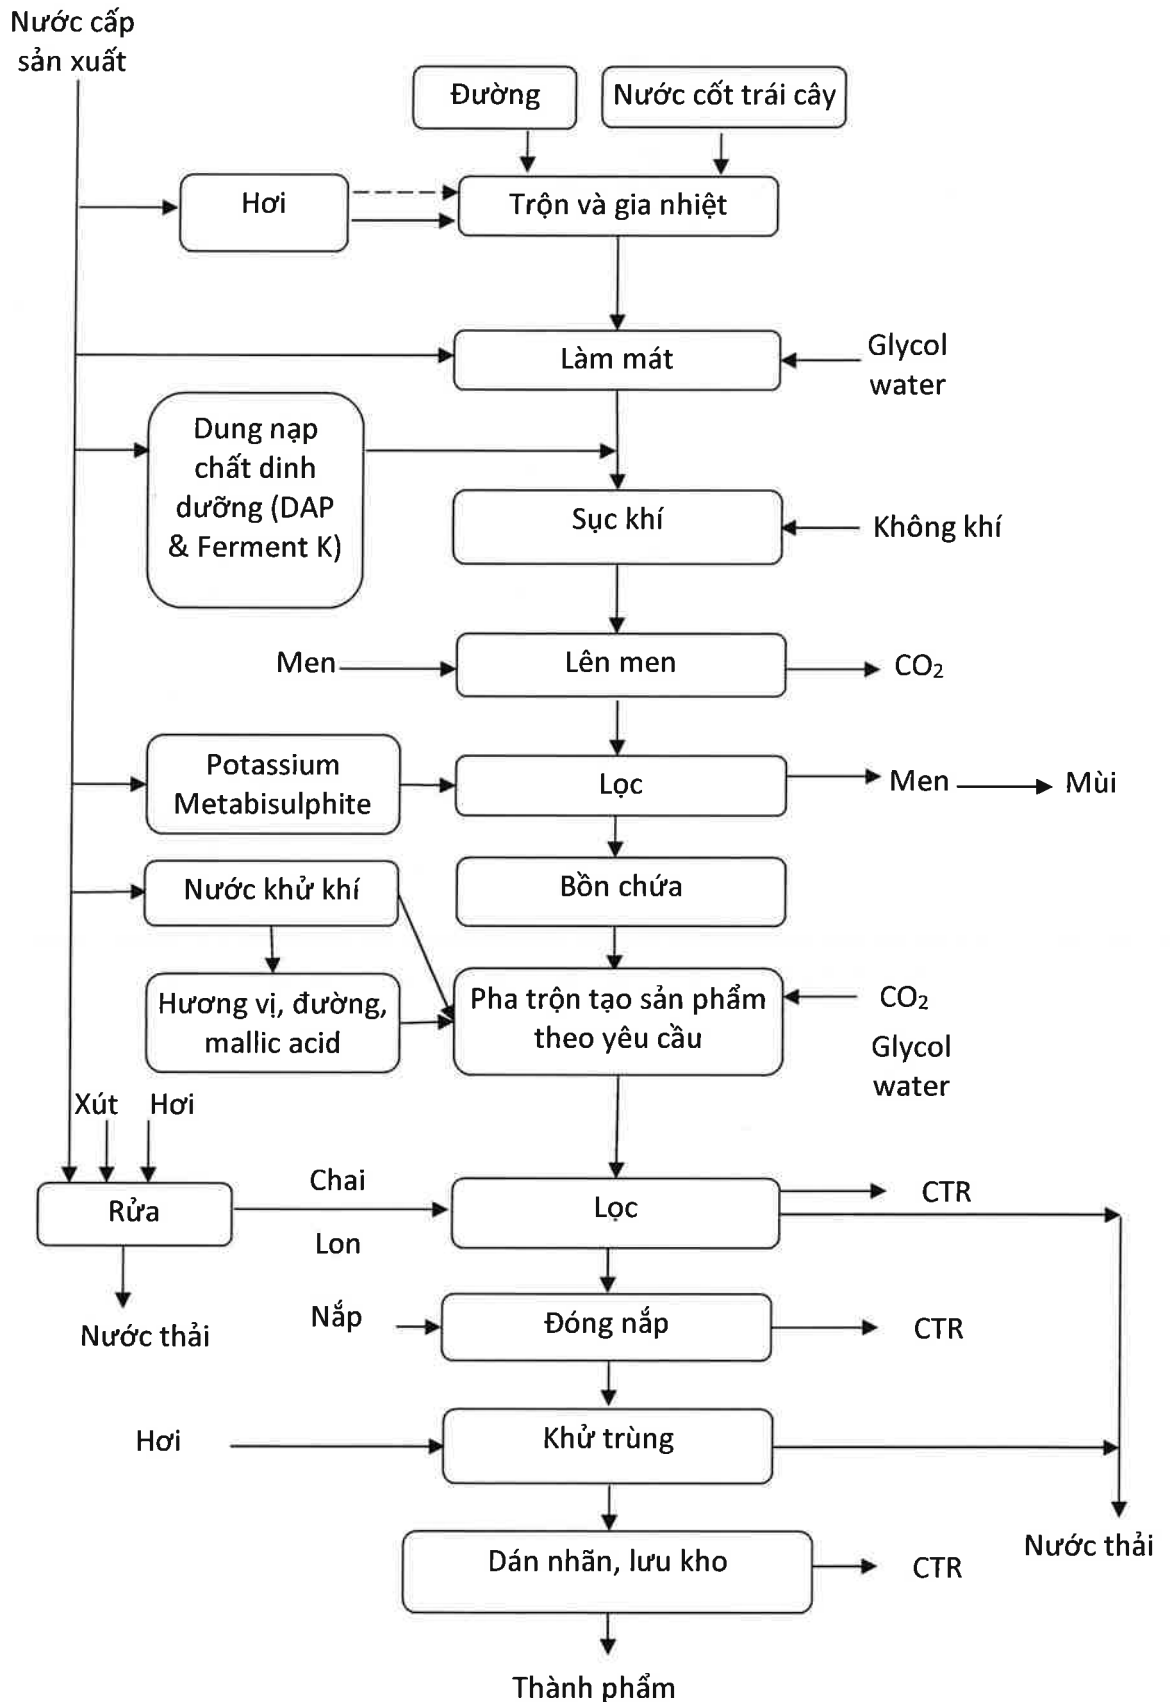 Nước cấp
sản xuất
Đường
Nước cốt trái cây
Hơi
Trộn và gia nhiệt
Làm mát
Glycol
water
Dung nạp
chất dinh
dưỡng (DAP
& Ferment K)
Sục khí
Không khí
Men
Lên men
CO₂
Potassium
Metabisulphite
Lọc
Men
Mùi
Nước khử khí
Bồn chứa
Hương vị, đường,
mallic acid
Pha trộn tạo sản phẩm
theo yêu cầu
CO₂
Glycol
water
Xút
Hơi
Rửa
Chai
Lon
Lọc
CTR
Nước thải
Nắp
Đóng nắp
CTR
Hơi
Khử trùng
Nước thải
Dán nhãn, lưu kho
CTR
Thành phẩm